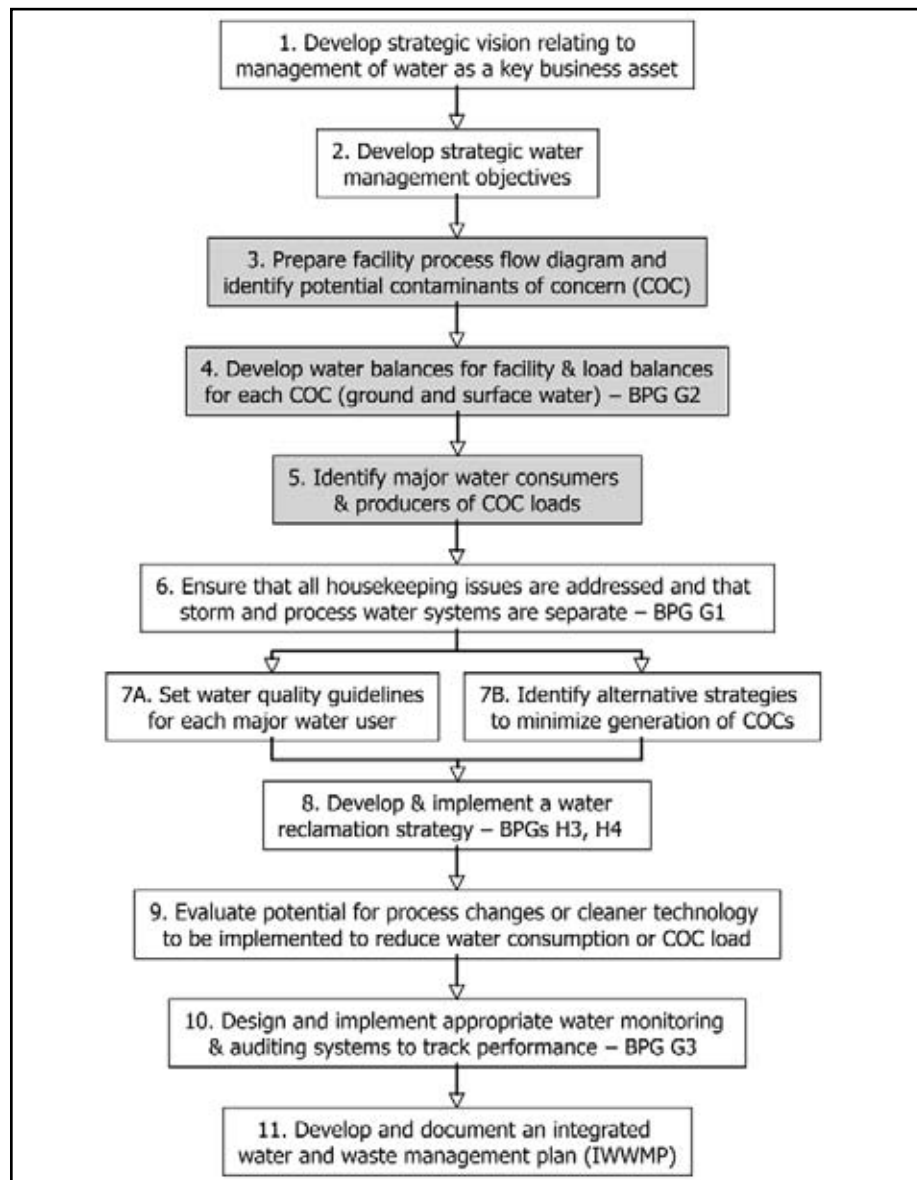 1. Develop strategic vision relating to
management of water as a key business asset
2. Develop strategic water
management objectives
3. Prepare facility process flow diagram and
identify potential contaminants of concern (COC)
4. Develop water balances for facility & load balances
for each COC (ground and surface water) – BPG G2
5. Identify major water consumers
& producers of COC loads
6. Ensure that all housekeeping issues are addressed and that
storm and process water systems are separate – BPG G1
7A. Set water quality guidelines
for each major water user
7B. Identify alternative strategies
to minimize generation of COCs
8. Develop & implement a water
reclamation strategy – BPGs H3, H4
9. Evaluate potential for process changes or cleaner technology
to be implemented to reduce water consumption or COC load
10. Design and implement appropriate water monitoring
& auditing systems to track performance – BPG G3
11. Develop and document an integrated
water and waste management plan (IWWMP)